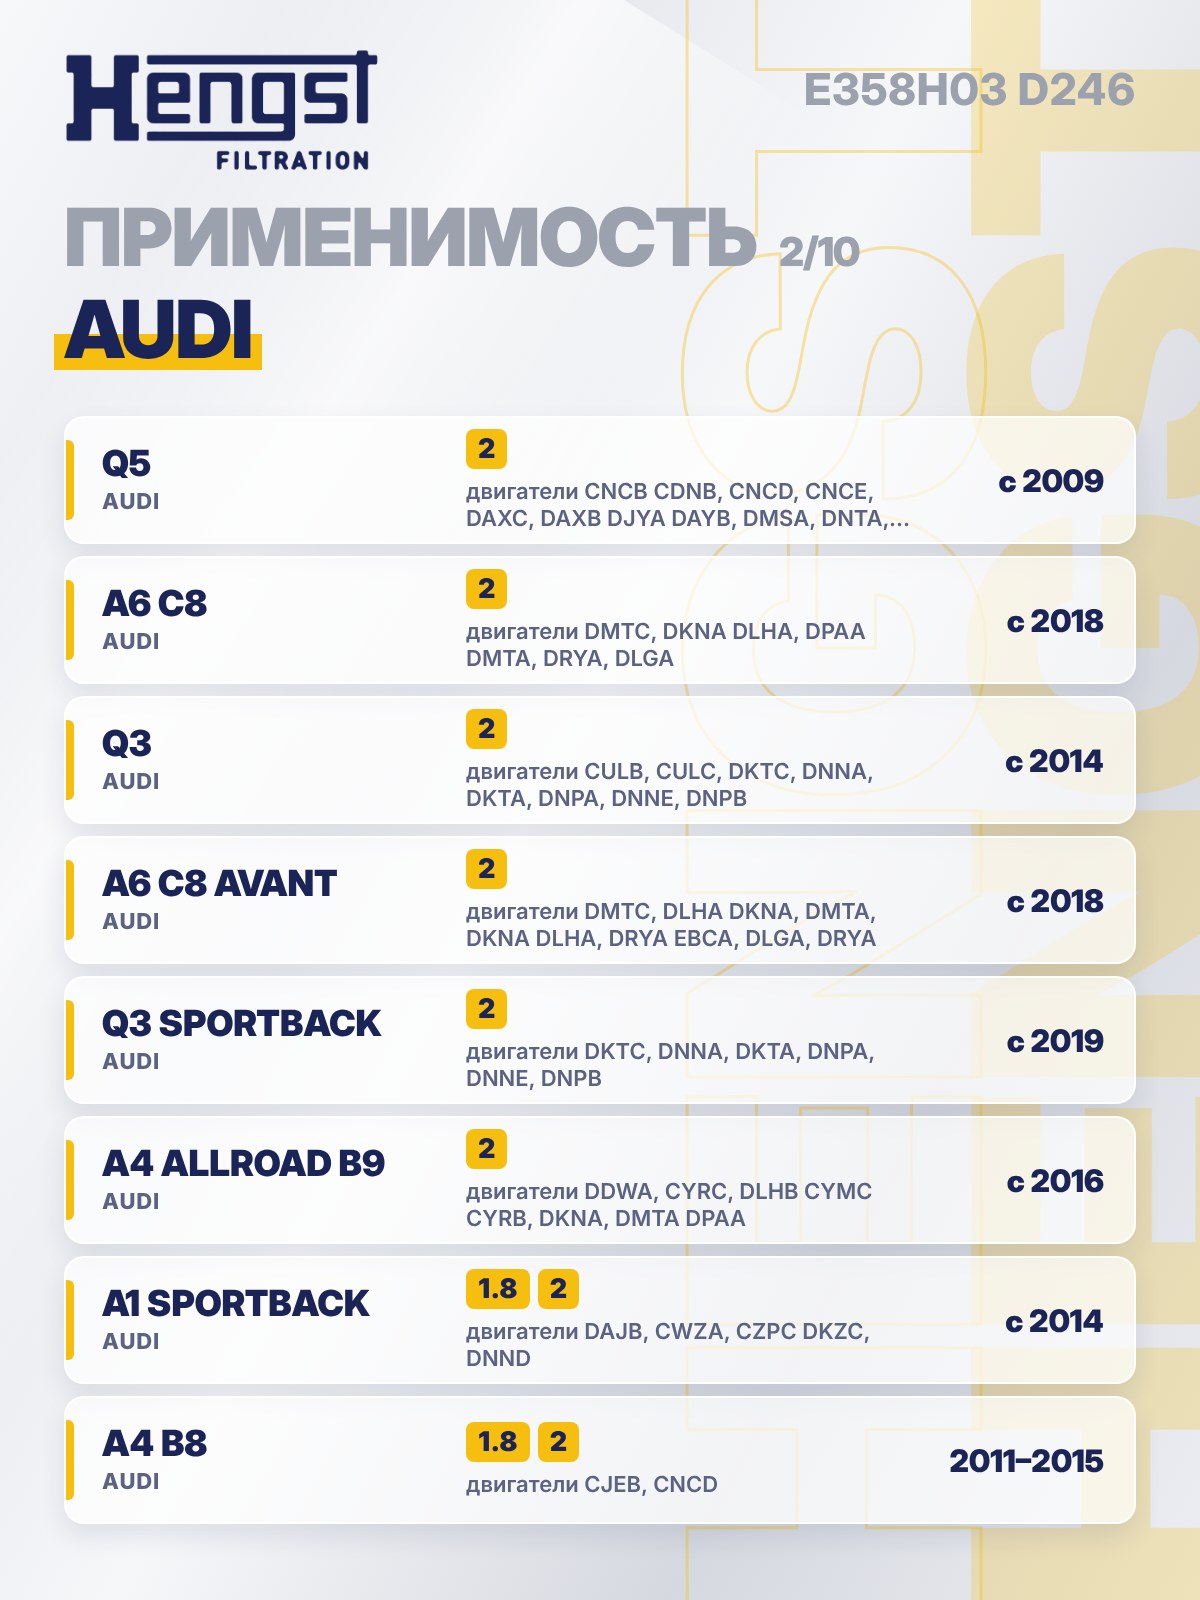 Hengst
FILTRATION
E358H03 D246
ПРИМЕНИМОСТЬ 2/10
AUDI
Q5
AUDI
2
двигатели CNCB CDNB, CNCD, CNCE,
DAXC, DAXB DJYA DAYB, DMSA, DNTA,...
с 2009
A6 C8
AUDI
2
двигатели DMTC, DKNA DLHA, DPAA
DMTA, DRYA, DLGA
с 2018
Q3
AUDI
2
двигатели CULB, CULC, DKTC, DNNA,
DKTA, DNPA, DNNE, DNPB
с 2014
A6 C8 AVANT
AUDI
2
двигатели DMTC, DLHA DKNA, DMTA,
DKNA DLHA, DRYA EBCA, DLGA, DRYA
с 2018
Q3 SPORTBACK
AUDI
2
двигатели DKTC, DNNA, DKTA, DNPA,
DNNE, DNPB
с 2019
A4 ALLROAD B9
AUDI
2
двигатели DDWA, CYRC, DLHB CYMC
CYRB, DKNA, DMTA DPAA
с 2016
A1 SPORTBACK
AUDI
1.8 2
двигатели DAJB, CWZA, CZPC DKZC,
DNND
с 2014
A4 B8
AUDI
1.8 2
двигатели CJEB, CNCD
2011–2015
HENGST
HENGST